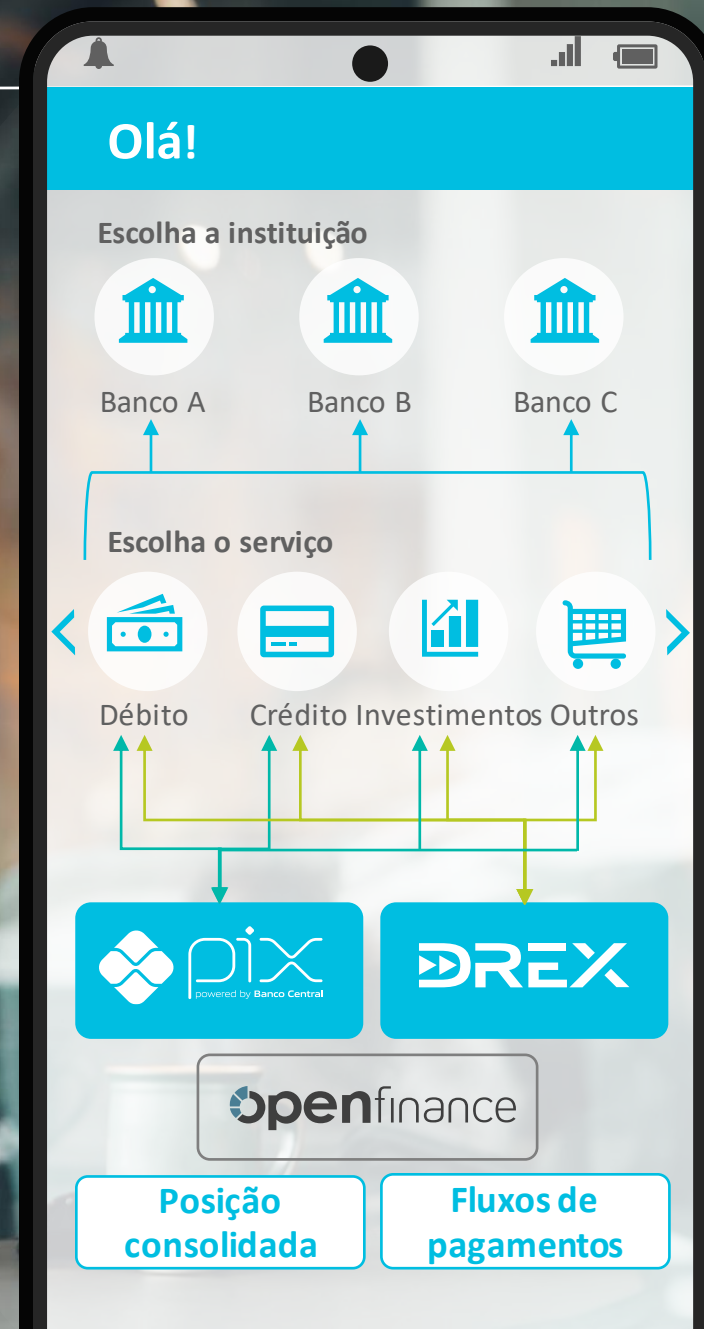 Olá!
Escolha a instituição
Banco A
Banco B
Banco C
Escolha o serviço
Débito
Crédito
Investimentos
Outros
pix
powered by Banco Central
DREX
openfinance
Posição
consolidada
Fluxos de
pagamentos